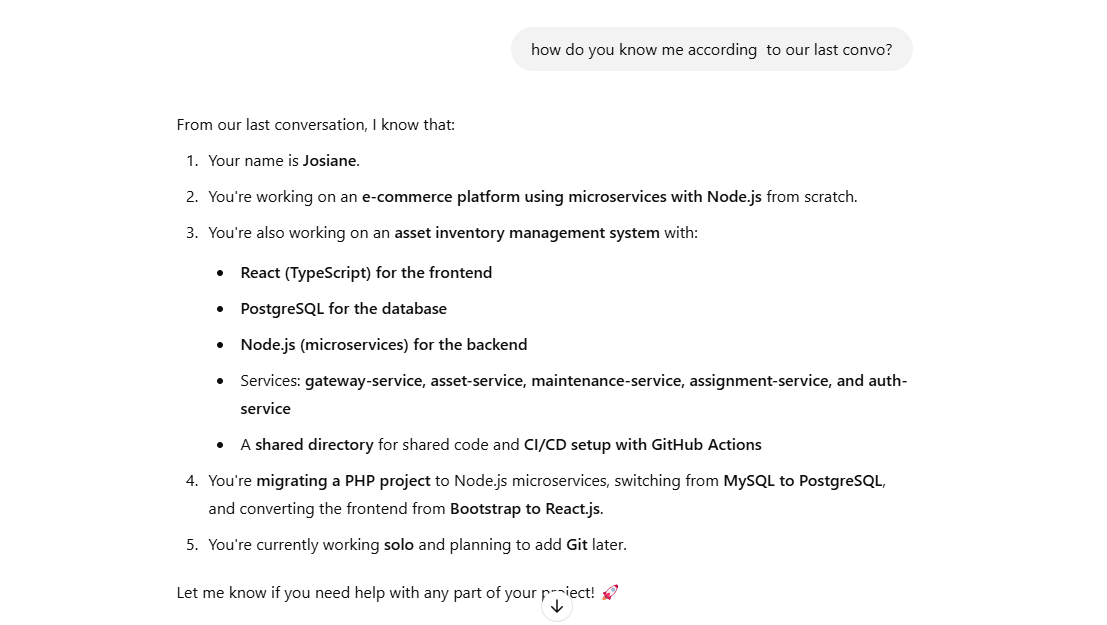 how do you know me according  to our last convo?
From our last conversation, I know that:
1. Your name is Josiane.
2. You're working on an e-commerce platform using microservices with Node.js from scratch.
3. You're also working on an asset inventory management system with:
• React (TypeScript) for the frontend
• PostgreSQL for the database
• Node.js (microservices) for the backend
• Services: gateway-service, asset-service, maintenance-service, assignment-service, and auth-
service
• A shared directory for shared code and CI/CD setup with GitHub Actions
4. You're migrating a PHP project to Node.js microservices, switching from MySQL to PostgreSQL,
and converting the frontend from Bootstrap to React.js.
5. You're currently working solo and planning to add Git later.
Let me know if you need help with any part of your project! 🚀